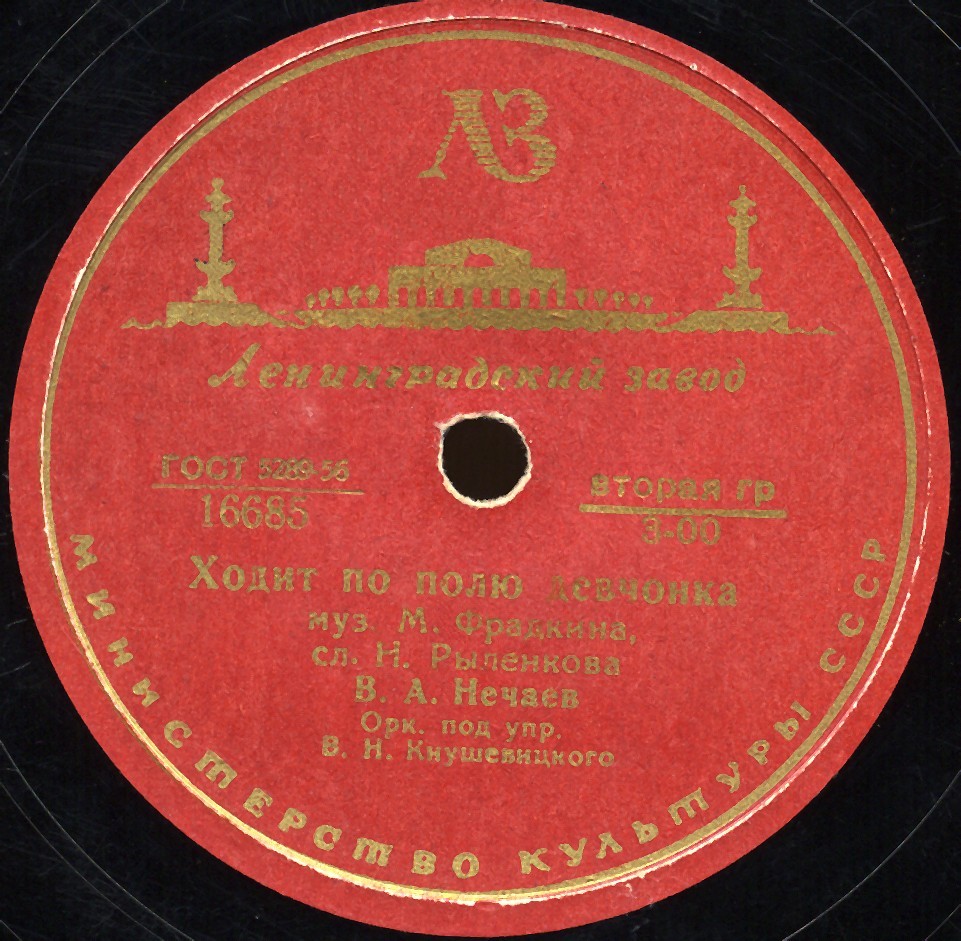 ЛЗ
Ленинградский завод
ГОСТ 5289-56
16685
вторая гр
3-00
Ходит по полю девчонка
муз. М. Фрадкина,
сл. Н. Рыленкова
В. А. Нечаев
Орк. под упр.
В. Н. Кнушевицкого
МИНИСТЕРСТВО КУЛЬТУРЫ СССР